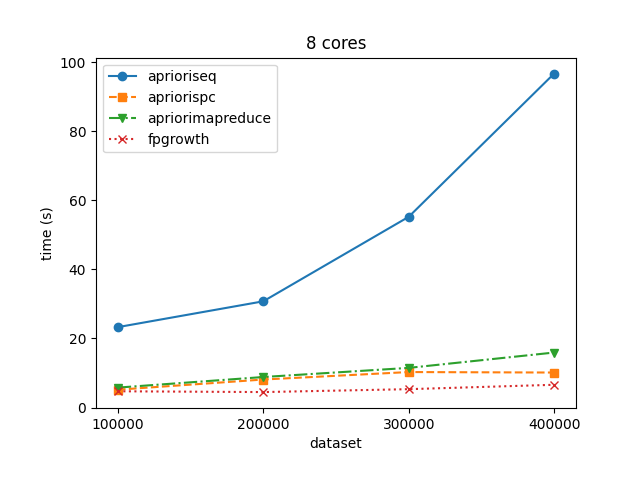 8 cores
aprioriseq
apriorispc
apriorimapreduce
fpgrowth
100
80
60
40
20
0
time (s)
100000 200000 300000 400000
dataset